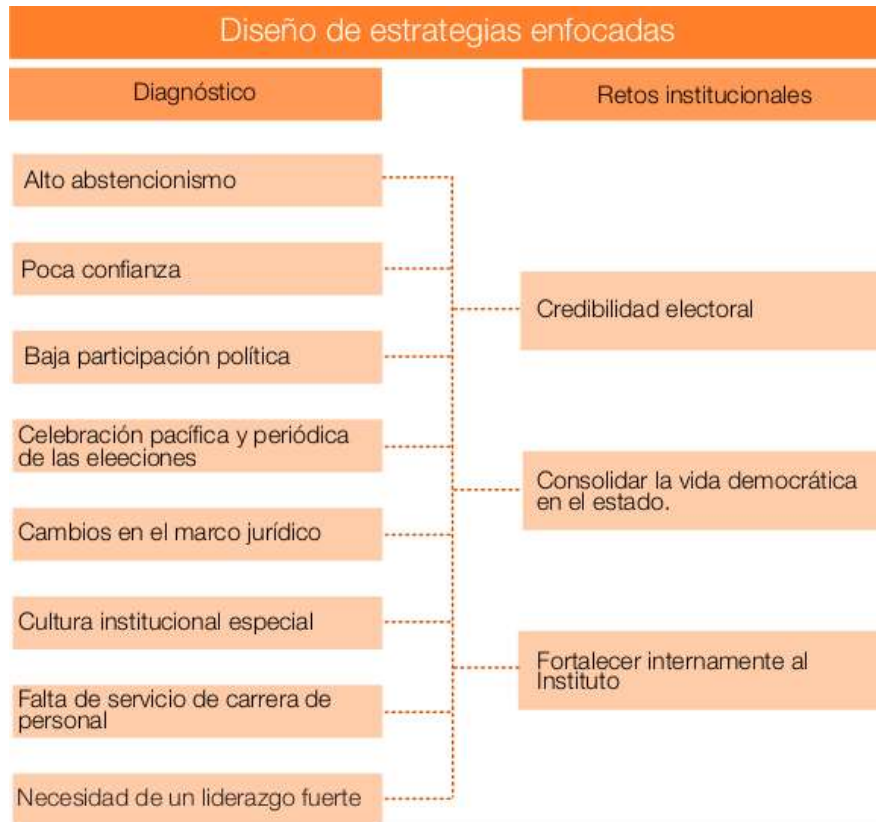 Diseño de estrategias enfocadas
Diagnóstico
Retos institucionales
Alto abstencionismo
Poca confianza
Baja participación política
Celebración pacífica y periódica
de las eleeciones
Cambios en el marco jurídico
Cultura institucional especial
Falta de servicio de carrera de
personal
Necesidad de un liderazgo fuerte
Credibilidad electoral
Consolidar la vida democrática
en el estado.
Fortalecer internamente al
Instituto